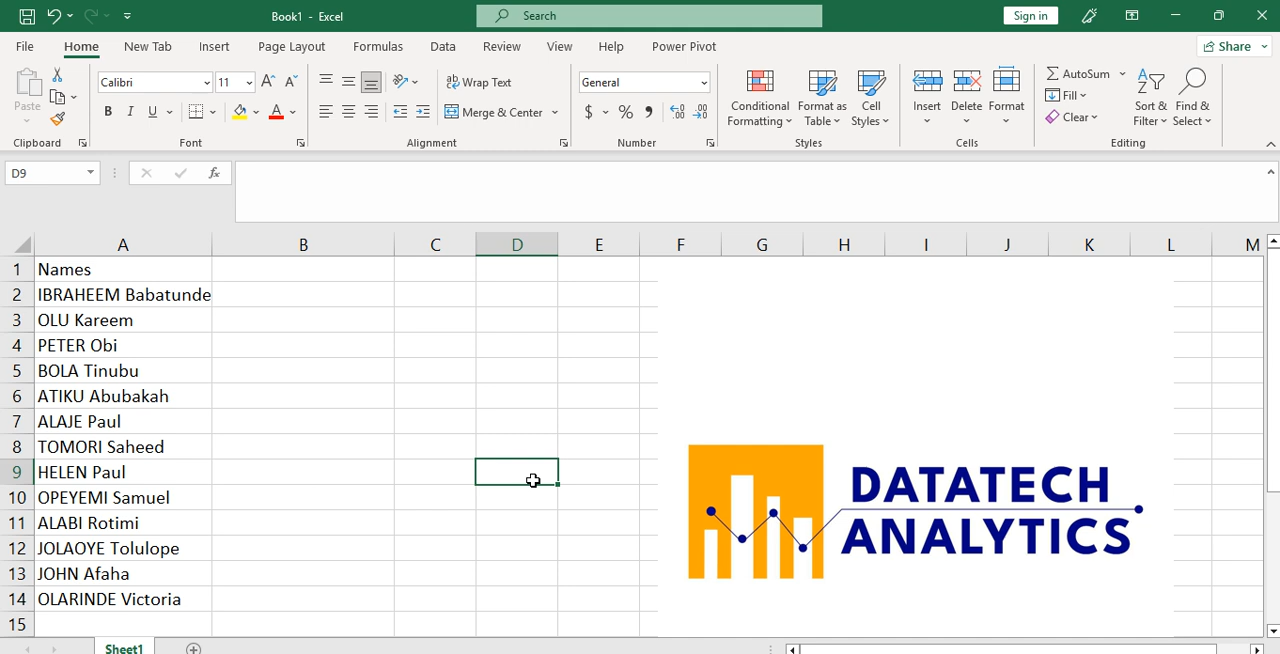 Book1 - Excel
Search
Sign in
File Home New Tab Insert Page Layout Formulas Data Review View Help Power Pivot
Share
Paste
Calibri 11
B I U
Wrap Text
Merge & Center
General
$ % ,
Conditional Formatting
Format as Table
Cell Styles
Insert
Delete
Format
AutoSum
Fill
Clear
Sort & Filter
Find & Select
Clipboard Font Alignment Number Styles Cells Editing
D9 fx
A B C D E F G H I J K L M
1 Names
2 IBRAHEEM Babatunde
3 OLU Kareem
4 PETER Obi
5 BOLA Tinubu
6 ATIKU Abubakah
7 ALAJE Paul
8 TOMORI Saheed
9 HELEN Paul
10 OPEYEMI Samuel
11 ALABI Rotimi
12 JOLAOYE Tolulope
13 JOHN Afaha
14 OLARINDE Victoria
15
DATATECH
ANALYTICS
Sheet1